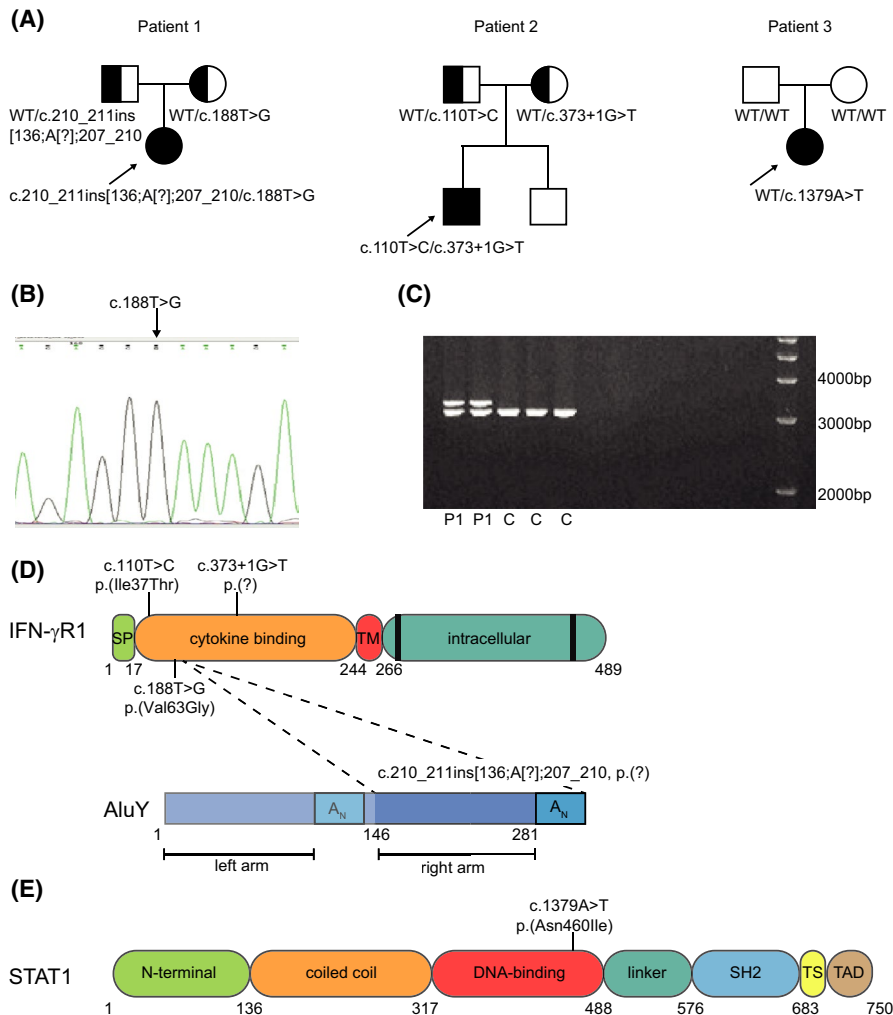 (A)
Patient 1
Patient 2
Patient 3
WT/c.210_211ins
[136;A[?];207_210
WT/c.188T>G
c.210_211ins[136;A[?];207_210/c.188T>G
WT/c.110T>C
WT/c.373+1G>T
c.110T>C/c.373+1G>T
WT/WT
WT/WT
WT/c.1379A>T
(B)
c.188T>G
(C)
4000bp
3000bp
2000bp
P1 P1 C C C
(D)
c.110T>C
p.(Ile37Thr)
c.373+1G>T
p.(?)
IFN-γR1
SP
cytokine binding
TM
intracellular
1 17 244 266 489
c.188T>G
p.(Val63Gly)
c.210_211ins[136;A[?];207_210, p.(?)
AluY
AN
AN
1 146 281
left arm
right arm
(E)
c.1379A>T
p.(Asn460Ile)
STAT1
N-terminal
coiled coil
DNA-binding
linker
SH2
TS
TAD
1 136 317 488 576 683 750